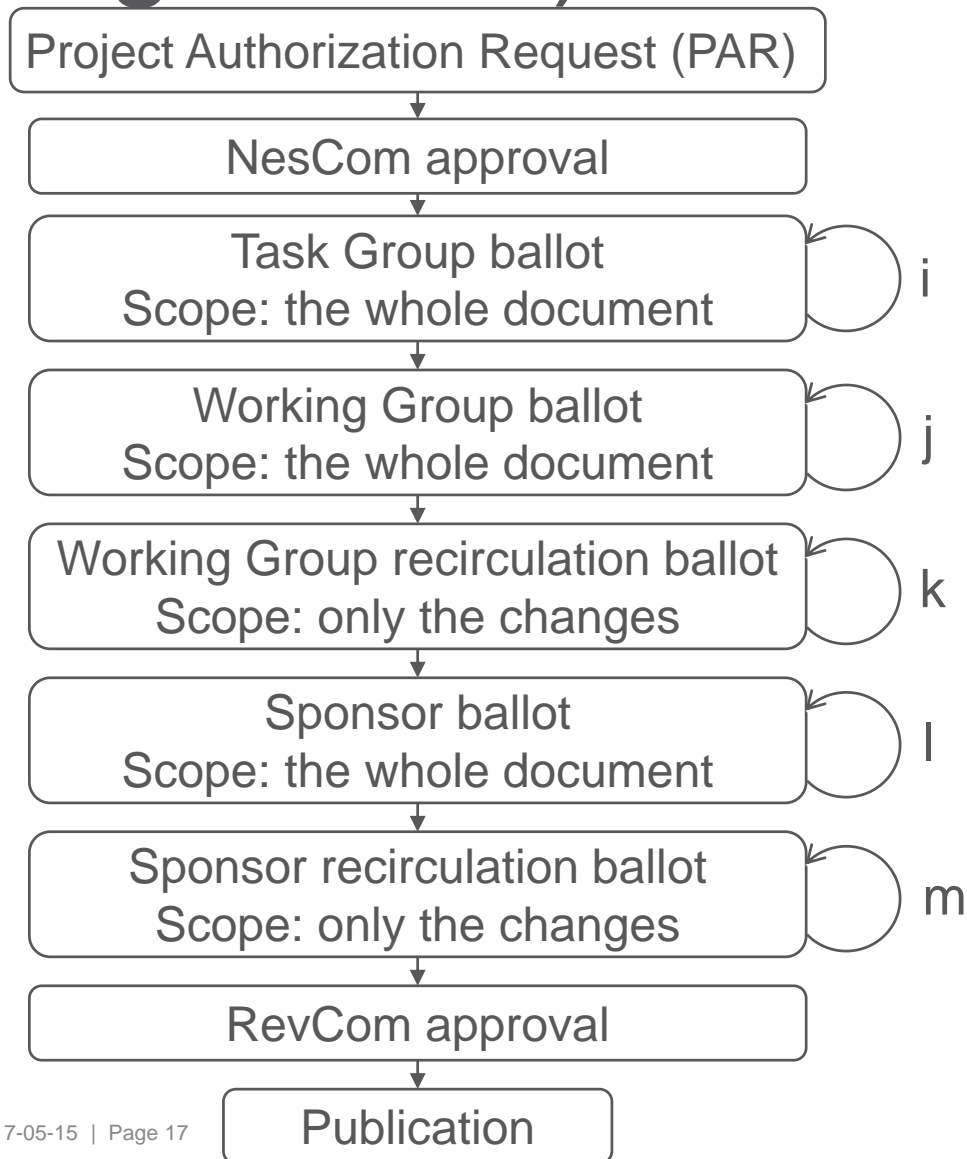 Project Authorization Request (PAR)
NesCom approval
Task Group ballot
Scope: the whole document
i
Working Group ballot
Scope: the whole document
j
Working Group recirculation ballot
Scope: only the changes
k
Sponsor ballot
Scope: the whole document
l
Sponsor recirculation ballot
Scope: only the changes
m
RevCom approval
Publication
7-05-15 | Page 17